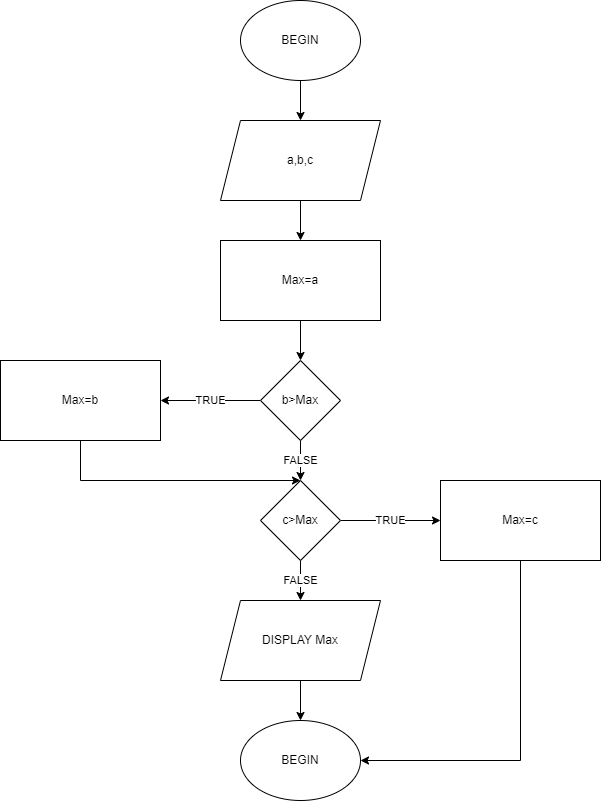 BEGIN
a,b,c
Max=a
Max=b
TRUE
b>Max
FALSE
c>Max
TRUE
Max=c
FALSE
DISPLAY Max
BEGIN